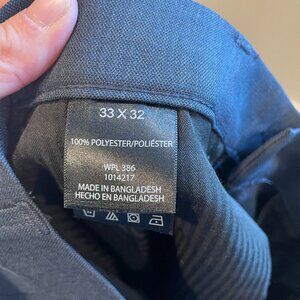 33 X 32
100% POLYESTER/POLIÉSTER
WPL 386
1014217
MADE IN BANGLADESH
HECHO EN BANGLADESH